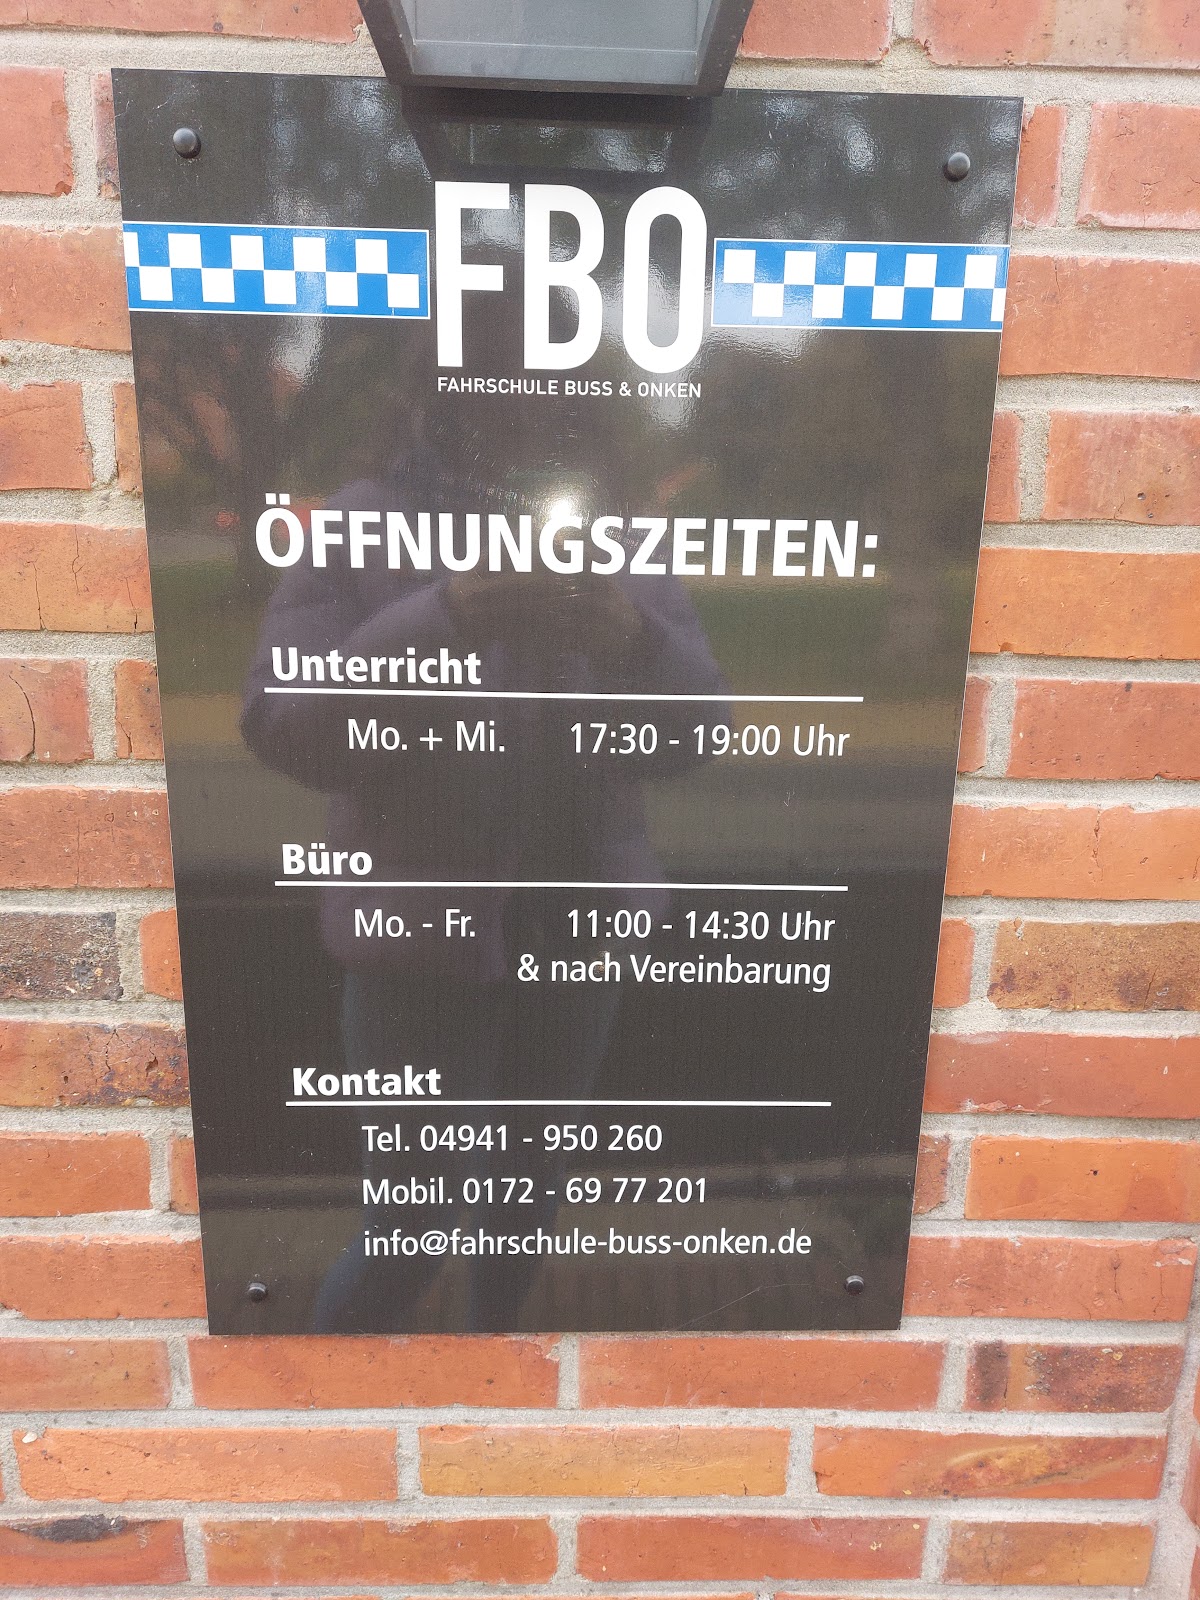 FBO
FAHRSCHULE BUSS & ONKEN
ÖFFNUNGSZEITEN:
Unterricht
Mo. + Mi. 17:30 - 19:00 Uhr
Büro
Mo. - Fr. 11:00 - 14:30 Uhr
& nach Vereinbarung
Kontakt
Tel. 04941 - 950 260
Mobil. 0172 - 69 77 201
info@fahrschule-buss-onken.de